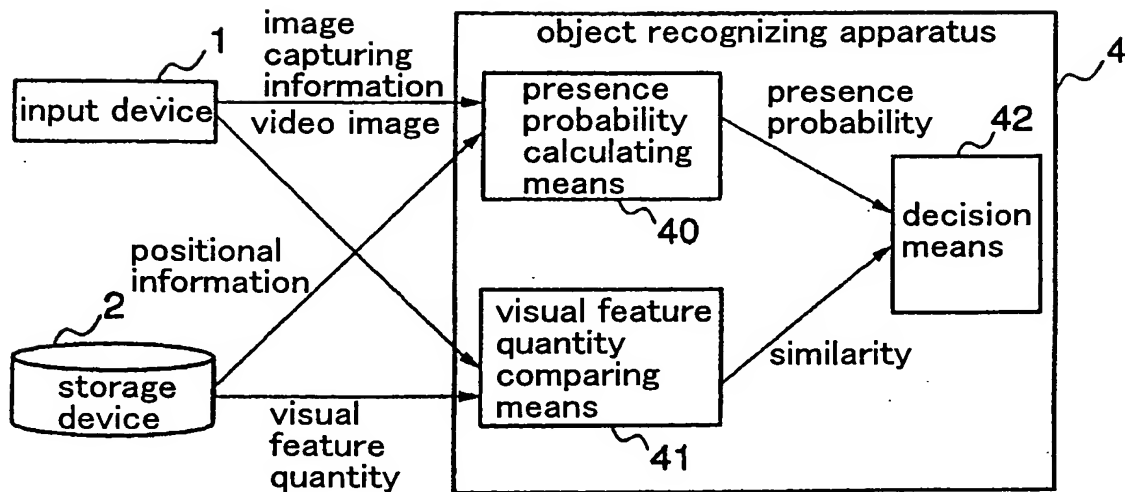 1
image
capturing
information
input device
video image
object recognizing apparatus
4
presence
probability
calculating
means
40
presence
probability
42
decision
means
positional
information
2
storage
device
visual feature
quantity
comparing
means
41
similarity
visual
feature
quantity